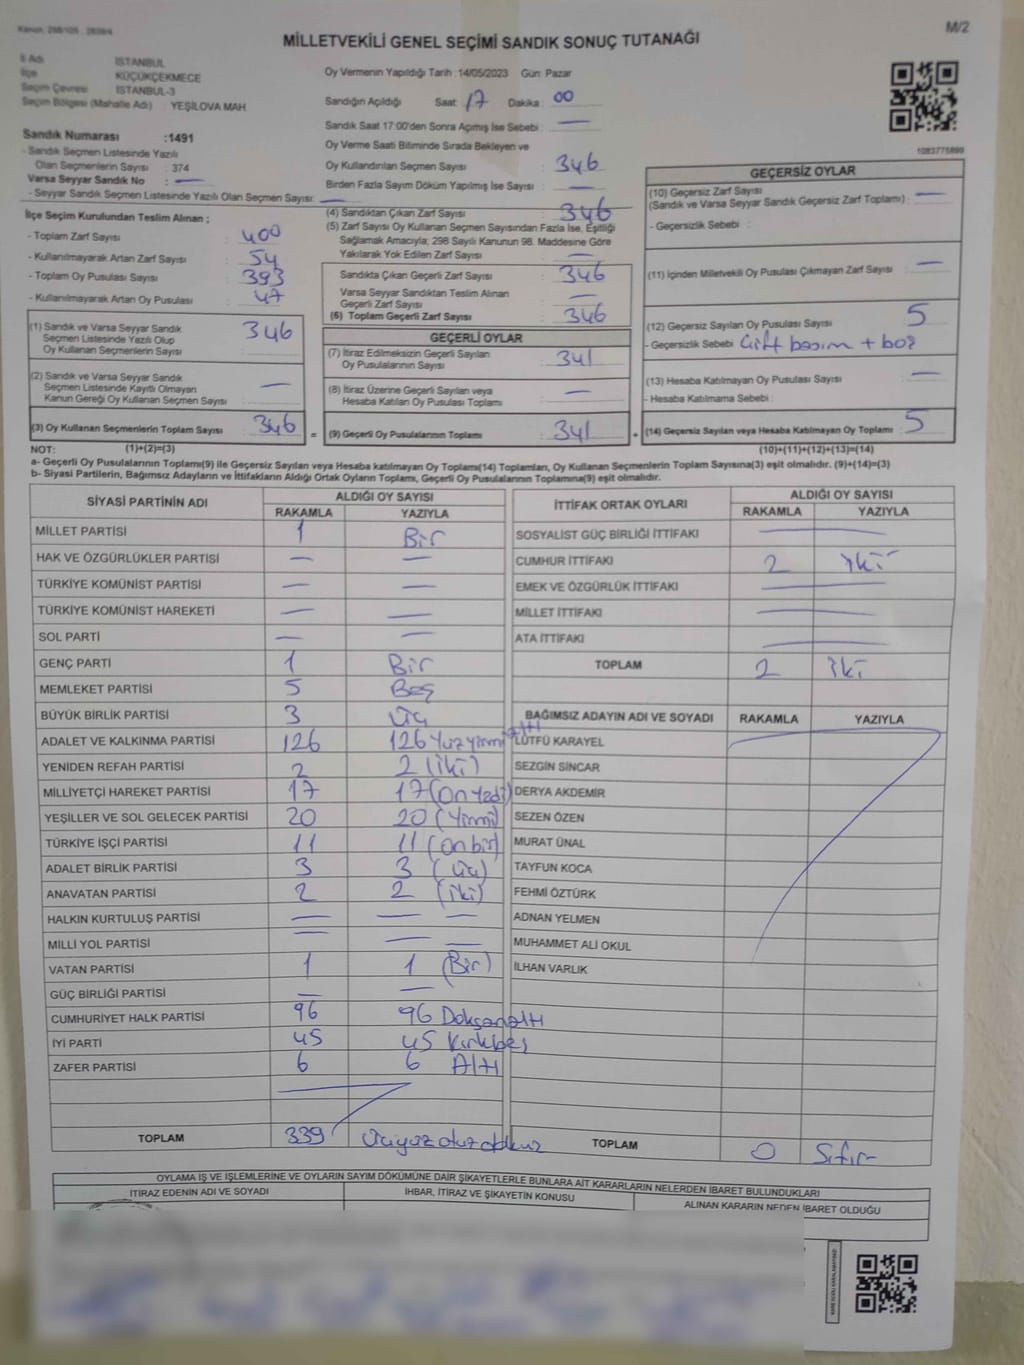 M/2
MİLLETVEKİLİ GENEL SEÇİMİ SANDIK SONUÇ TUTANAĞI
İl Adı İSTANBUL
İlçe KÜÇÜKÇEKMECE
Seçim Çevresi İSTANBUL-3
Seçim Bölgesi (Mahalle Adı) : YEŞİLOVA MAH
Sandık Numarası :1491
- Sandık Seçmen Listesinde Yazılı
Olan Seçmenlerin Sayısı : 374
Varsa Seyyar Sandık No : —
- Seyyar Sandık Seçmen Listesinde Yazılı Olan Seçmen Sayısı: —
Oy Vermenin Yapıldığı Tarih : 14/05/2023 Gün: Pazar
Sandığın Açıldığı Saat: 17 Dakika : 00
Sandık Saat 17:00'den Sonra Açımış İse Sebebi : —
Oy Verme Saati Bitiminde Sırada Bekleyen ve
Oy Kullandırılan Seçmen Sayısı : 346
Birden Fazla Sayım Döküm Yapılmış İse Sayısı : —
1083775899
İlçe Seçim Kurulundan Teslim Alınan ;
- Toplam Zarf Sayısı : 400
- Kullanılmayarak Artan Zarf Sayısı : 54
- Toplam Oy Pusulası Sayısı : 393
- Kullanılmayarak Artan Oy Pusulası : 47
(1) Sandık ve Varsa Seyyar Sandık
Seçmen Listesinde Yazılı Olup
Oy Kullanan Seçmenlerin Sayısı : 346
(2) Sandık ve Varsa Seyyar Sandık
Seçmen Listesinde Kayıtlı Olmayan
Kanun Gereği Oy Kullanan Seçmen Sayısı : —
(3) Oy Kullanan Seçmenlerin Toplam Sayısı : 346
(4) Sandıktan Çıkan Zarf Sayısı : 346
(5) Zarf Sayısı Oy Kullanan Seçmen Sayısından Fazla İse, Eşitliği
Sağlamak Amacıyla; 298 Sayılı Kanunun 98. Maddesine Göre
Yakılarak Yok Edilen Zarf Sayısı : —
Sandıkta Çıkan Geçerli Zarf Sayısı : 346
Varsa Seyyar Sandıktan Teslim Alınan
Geçerli Zarf Sayısı : —
(6) Toplam Geçerli Zarf Sayısı : 346
GEÇERLİ OYLAR
(7) İtiraz Edilmeksizin Geçerli Sayılan
Oy Pusulalarının Sayısı : 341
(8) İtiraz Üzerine Geçerli Sayılan veya
Hesaba Katılan Oy Pusulası Toplamı : —
= (9) Geçerli Oy Pusulalarının Toplamı : 341
GEÇERSİZ OYLAR
(10) Geçersiz Zarf Sayısı
(Sandık ve Varsa Seyyar Sandık Geçersiz Zarf Toplamı) : —
- Geçersizlik Sebebi :
(11) İçinden Milletvekili Oy Pusulası Çıkmayan Zarf Sayısı : —
(12) Geçersiz Sayılan Oy Pusulası Sayısı : 5
- Geçersizlik Sebebi : Çift basım + boş
(13) Hesaba Katılmayan Oy Pusulası Sayısı : —
- Hesaba Katılmama Sebebi :
+ (14) Geçersiz Sayılan veya Hesaba Katılmayan Oy Toplamı : 5
NOT: (1)+(2)=(3) (10)+(11)+(12)+(13)=(14)
a- Geçerli Oy Pusulalarının Toplamı(9) ile Geçersiz Sayılan veya Hesaba katılmayan Oy Toplamı(14) Toplamları, Oy Kullanan Seçmenlerin Toplam Sayısına(3) eşit olmalıdır. (9)+(14)=(3)
b- Siyasi Partilerin, Bağımsız Adayların ve İttifakların Aldığı Ortak Oyların Toplamı, Geçerli Oy Pusulalarının Toplamına(9) eşit olmalıdır.
SİYASİ PARTİNİN ADI ALDIĞI OY SAYISI
RAKAMLA YAZIYLA
MİLLET PARTİSİ 1 Bir
HAK VE ÖZGÜRLÜKLER PARTİSİ — —
TÜRKİYE KOMÜNİST PARTİSİ — —
TÜRKİYE KOMÜNİST HAREKETİ — —
SOL PARTİ — —
GENÇ PARTİ 1 Bir
MEMLEKET PARTİSİ 5 Beş
BÜYÜK BİRLİK PARTİSİ 3 Üç
ADALET VE KALKINMA PARTİSİ 126 126 Yüzyirmialtı
YENİDEN REFAH PARTİSİ 2 2 (iki)
MİLLİYETÇİ HAREKET PARTİSİ 17 17 (Onyedi)
YEŞİLLER VE SOL GELECEK PARTİSİ 20 20 (Yirmi)
TÜRKİYE İŞÇİ PARTİSİ 11 11 (onbir)
ADALET BİRLİK PARTİSİ 3 3 (Üç)
ANAVATAN PARTİSİ 2 2 (iki)
HALKIN KURTULUŞ PARTİSİ — — —
MİLLİ YOL PARTİSİ — — —
VATAN PARTİSİ 1 1 (Bir)
GÜÇ BİRLİĞİ PARTİSİ — —
CUMHURİYET HALK PARTİSİ 96 96 Doksanaltı
İYİ PARTİ 45 45 Kırkbeş
ZAFER PARTİSİ 6 6 Altı
TOPLAM 339 Üçyüzotuzdokuz
İTTİFAK ORTAK OYLARI ALDIĞI OY SAYISI
RAKAMLA YAZIYLA
SOSYALİST GÜÇ BİRLİĞİ İTTİFAKI —
CUMHUR İTTİFAKI 2 iki
EMEK VE ÖZGÜRLÜK İTTİFAKI —
MİLLET İTTİFAKI —
ATA İTTİFAKI —
TOPLAM 2 iki
BAĞIMSIZ ADAYIN ADI VE SOYADI RAKAMLA YAZIYLA
LÜTFÜ KARAYEL
SEZGİN SİNCAR
DERYA AKDEMİR
SEZEN ÖZEN
MURAT ÜNAL
TAYFUN KOCA
FEHMİ ÖZTÜRK
ADNAN YELMEN
MUHAMMET ALİ OKUL
İLHAN VARLIK
TOPLAM 0 Sıfır
OYLAMA İŞ VE İŞLEMLERİNE VE OYLARIN SAYIM DÖKÜMÜNE DAİR ŞİKAYETLERLE BUNLARA AİT KARARLARIN NELERDEN İBARET BULUNDUKLARI
İTİRAZ EDENİN ADI VE SOYADI İHBAR, İTİRAZ VE ŞİKAYETİN KONUSU ALINAN KARARIN NEDEN İBARET OLDUĞU